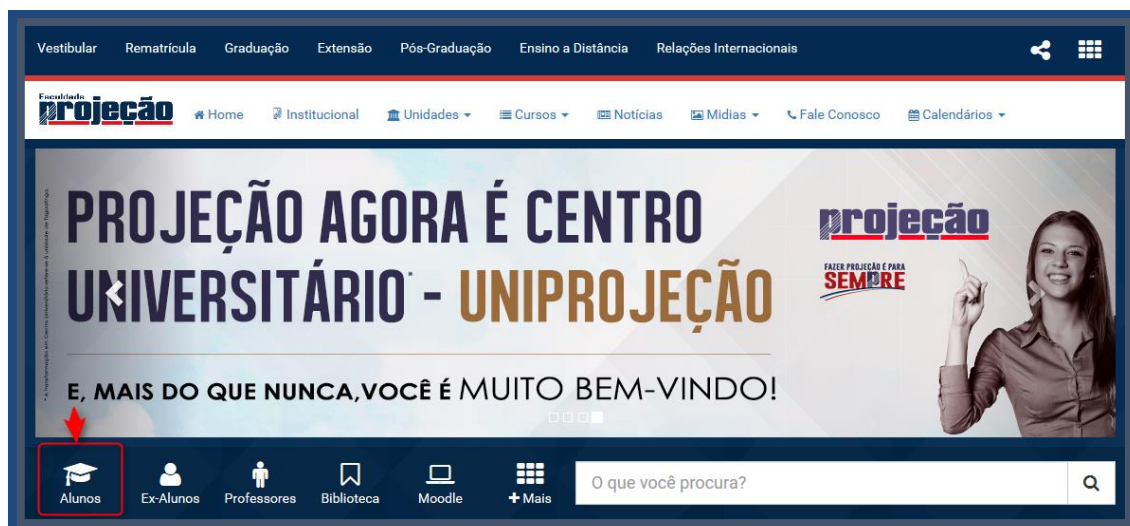 Vestibular Rematrícula Graduação Extensão Pós-Graduação Ensino a Distância Relações Internacionais
Faculdade
projeção
Home Institucional Unidades Cursos Notícias Midias Fale Conosco Calendários
PROJEÇÃO AGORA É CENTRO
UNIVERSITÁRIO* - UNIPROJEÇÃO
E, MAIS DO QUE NUNCA, VOCÊ É MUITO BEM-VINDO!
projeção
FAZER PROJEÇÃO É PARA
SEMPRE
Alunos Ex-Alunos Professores Biblioteca Moodle + Mais O que você procura?